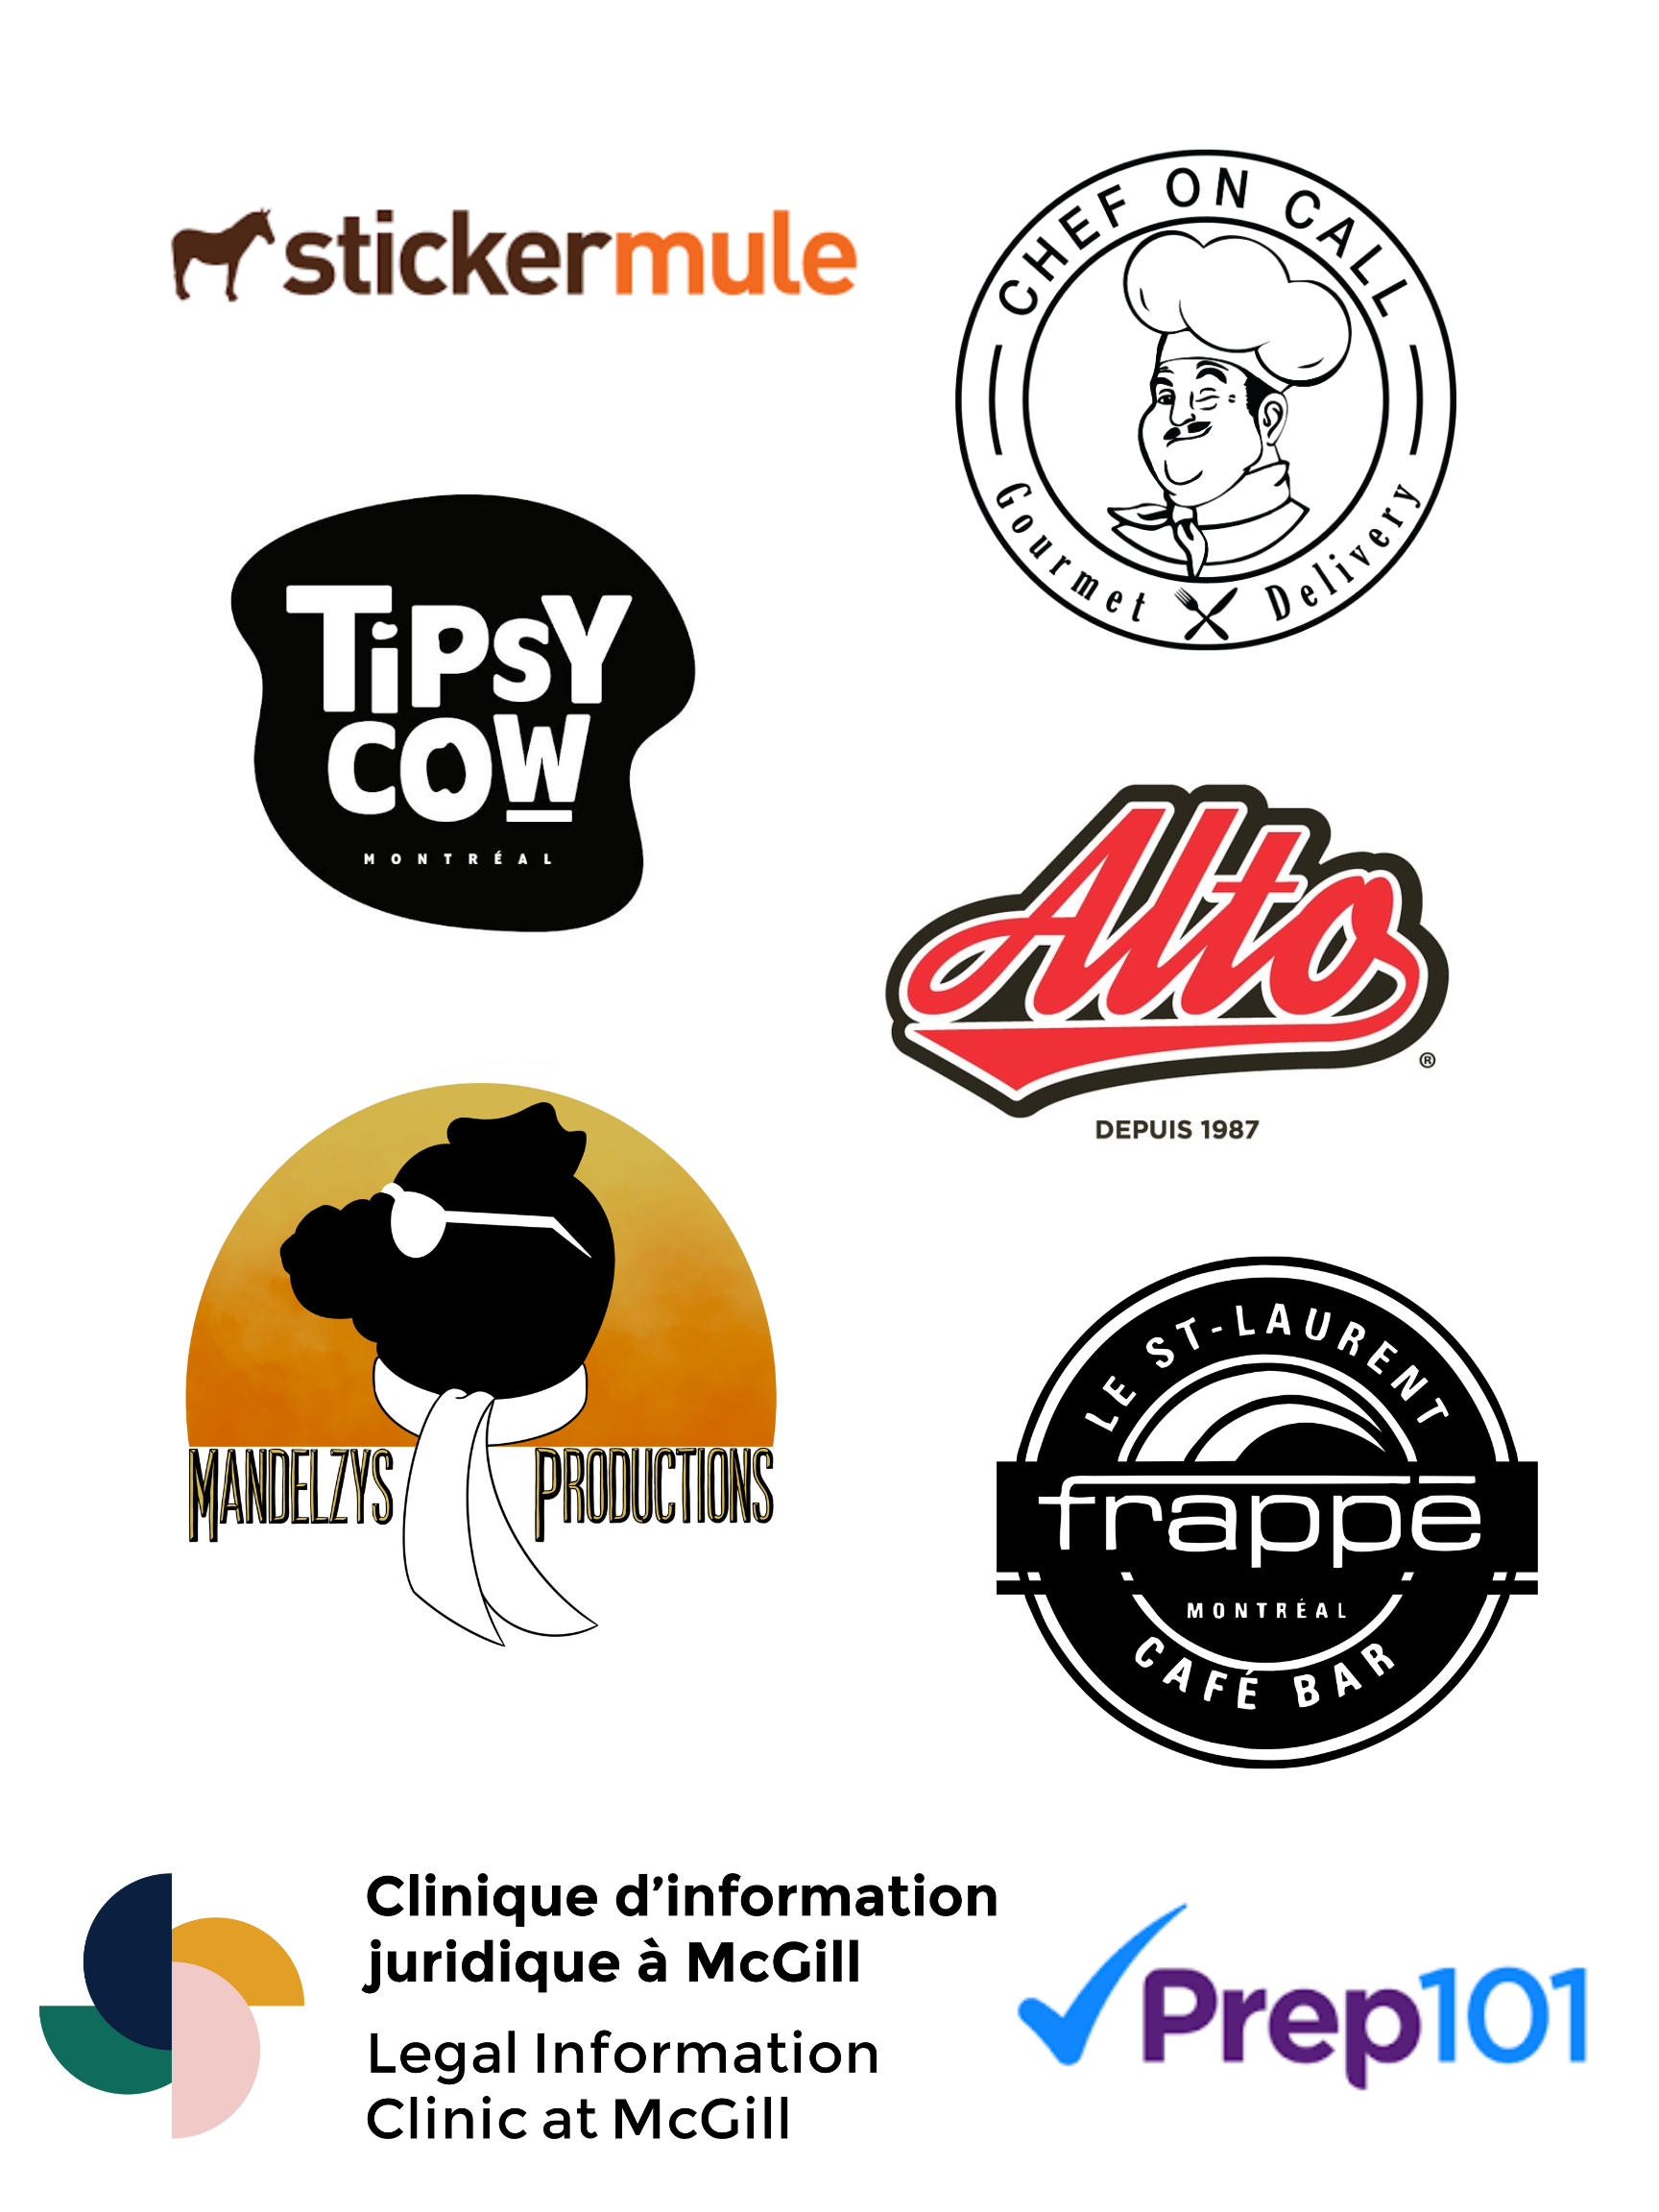 stickermule
CHEF ON CALL
Gourmet Delivery
TiPsY
COW
MONTRÉAL
Alto
®
DEPUIS 1987
MANDELZYS PRODUCTIONS
LE ST-LAURENT
frappē
MONTRÉAL
CAFÉ BAR
Clinique d’information
juridique à McGill
Legal Information
Clinic at McGill
Prep101